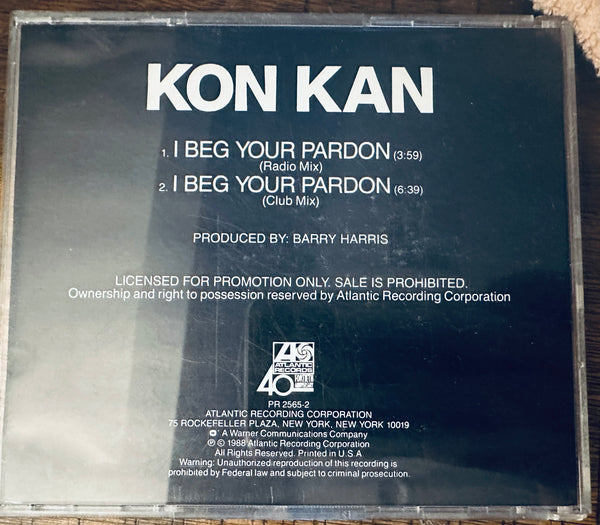 KON KAN
1. I BEG YOUR PARDON (3:59)
(Radio Mix)
2. I BEG YOUR PARDON (6:39)
(Club Mix)
PRODUCED BY: BARRY HARRIS
LICENSED FOR PROMOTION ONLY. SALE IS PROHIBITED.
Ownership and right to possession reserved by Atlantic Recording Corporation
ATLANTIC
RECORDS
40
PR 2565-2
ATLANTIC RECORDING CORPORATION
75 ROCKEFELLER PLAZA, NEW YORK, NEW YORK 10019
A Warner Communications Company
℗ © 1988 Atlantic Recording Corporation
All Rights Reserved. Printed in U.S.A
Warning: Unauthorized reproduction of this recording is
prohibited by Federal law and subject to criminal prosecution.